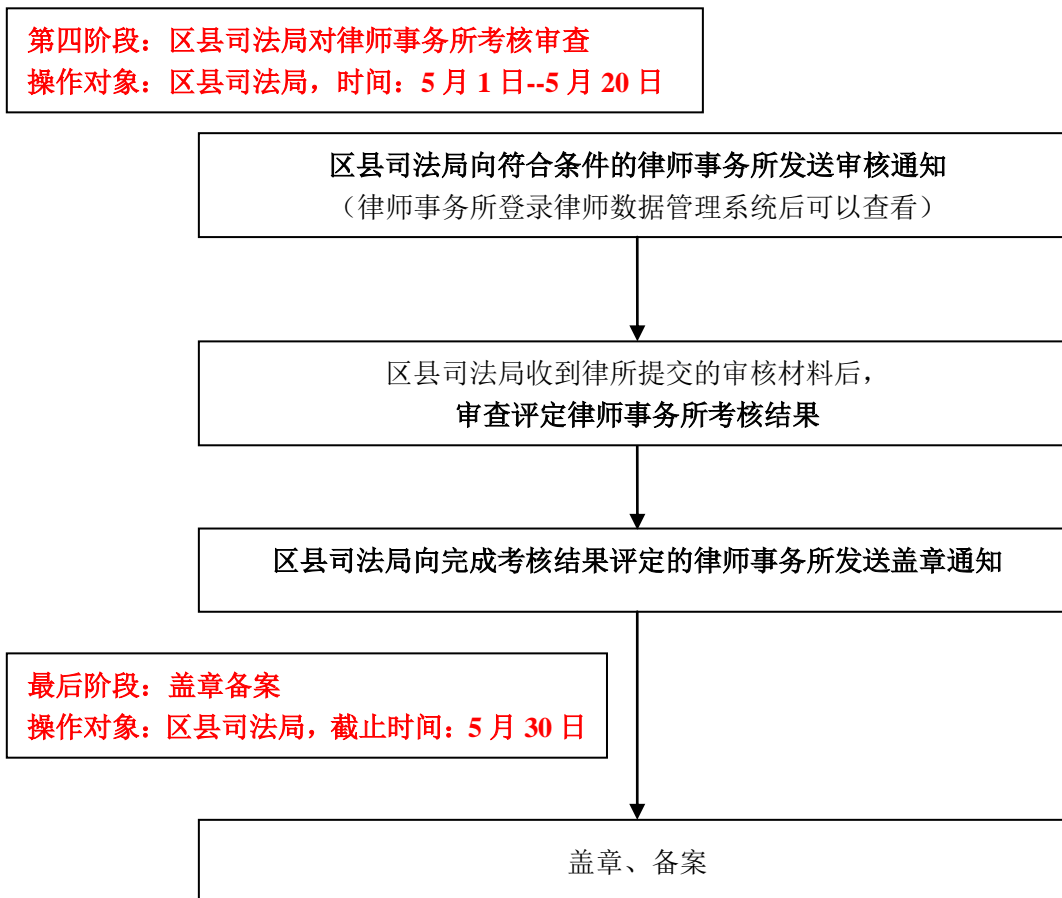 第四阶段：区县司法局对律师事务所考核审查
操作对象：区县司法局，时间：5 月 1 日--5 月 20 日
区县司法局向符合条件的律师事务所发送审核通知
（律师事务所登录律师数据管理系统后可以查看）
区县司法局收到律所提交的审核材料后，
审查评定律师事务所考核结果
区县司法局向完成考核结果评定的律师事务所发送盖章通知
最后阶段：盖章备案
操作对象：区县司法局，截止时间：5 月 30 日
盖章、备案